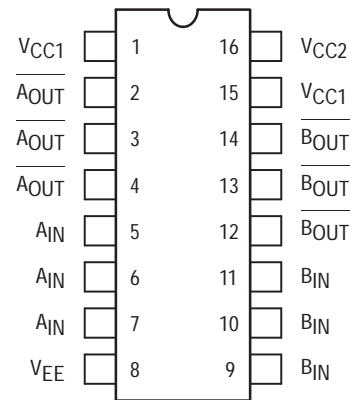 VCC1 1 16 VCC2
AOUT 2 15 VCC1
AOUT 3 14 BOUT
AOUT 4 13 BOUT
AIN 5 12 BOUT
AIN 6 11 BIN
AIN 7 10 BIN
VEE 8 9 BIN